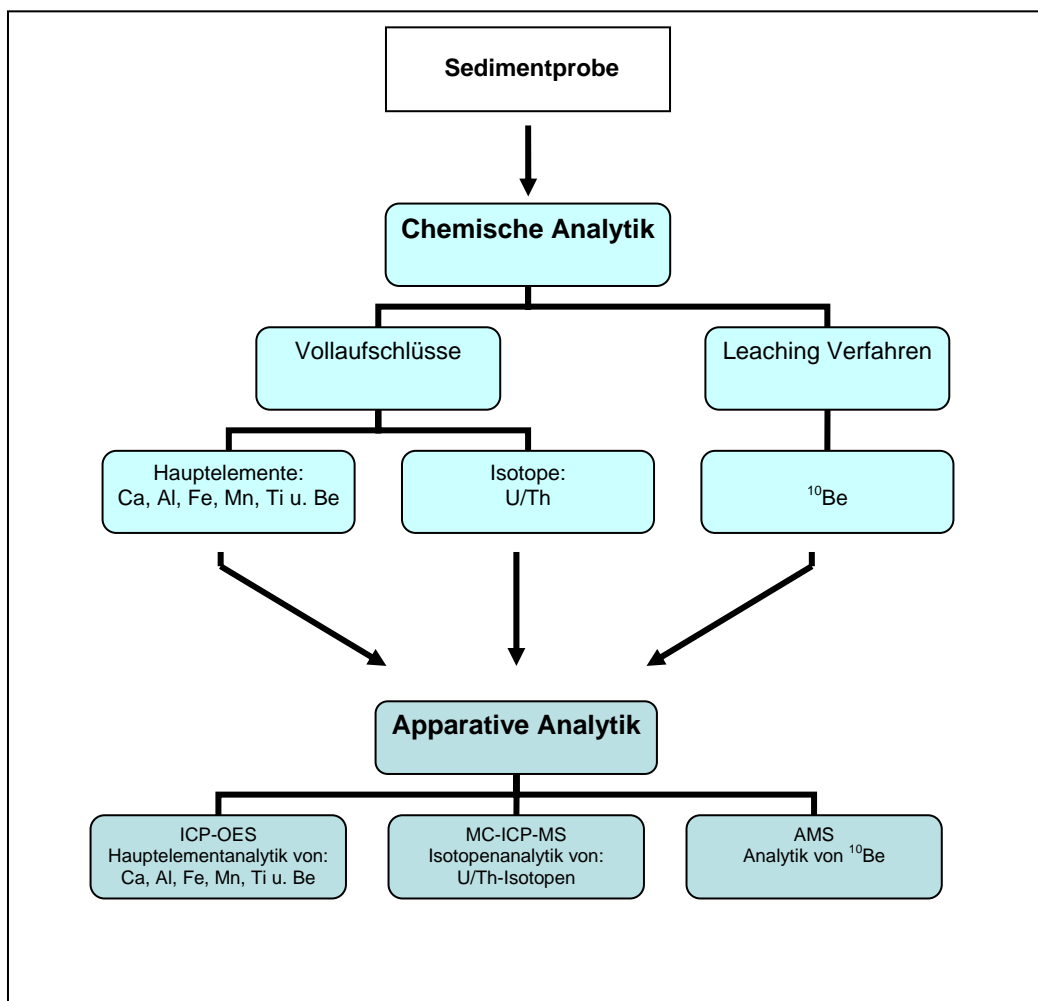 Sedimentprobe
Chemische Analytik
Vollaufschlüsse
Leaching Verfahren
Hauptelemente:
Ca, Al, Fe, Mn, Ti u. Be
Isotope:
U/Th
¹⁰Be
Apparative Analytik
ICP-OES
Hauptelementanalytik von:
Ca, Al, Fe, Mn, Ti u. Be
MC-ICP-MS
Isotopenanalytik von:
U/Th-Isotopen
AMS
Analytik von ¹⁰Be